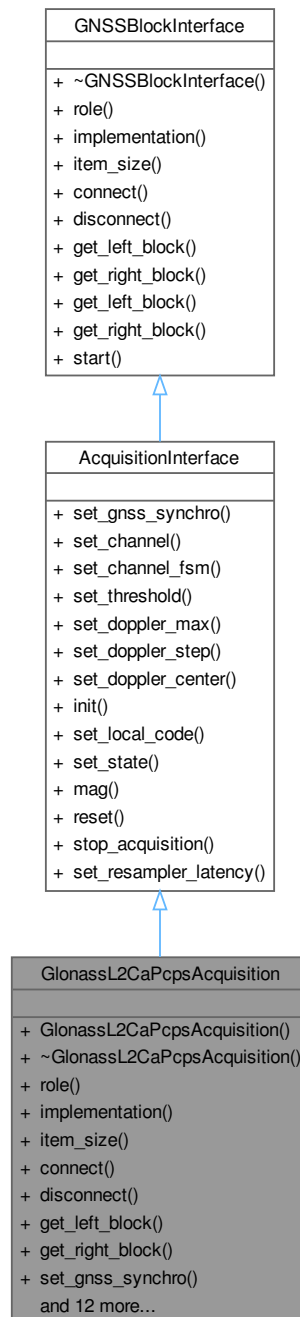 GNSSBlockInterface
+ ~GNSSBlockInterface()
+ role()
+ implementation()
+ item_size()
+ connect()
+ disconnect()
+ get_left_block()
+ get_right_block()
+ get_left_block()
+ get_right_block()
+ start()
AcquisitionInterface
+ set_gnss_synchro()
+ set_channel()
+ set_channel_fsm()
+ set_threshold()
+ set_doppler_max()
+ set_doppler_step()
+ set_doppler_center()
+ init()
+ set_local_code()
+ set_state()
+ mag()
+ reset()
+ stop_acquisition()
+ set_resampler_latency()
GlonassL2CaPcpsAcquisition
+ GlonassL2CaPcpsAcquisition()
+ ~GlonassL2CaPcpsAcquisition()
+ role()
+ implementation()
+ item_size()
+ connect()
+ disconnect()
+ get_left_block()
+ get_right_block()
+ set_gnss_synchro()
and 12 more...